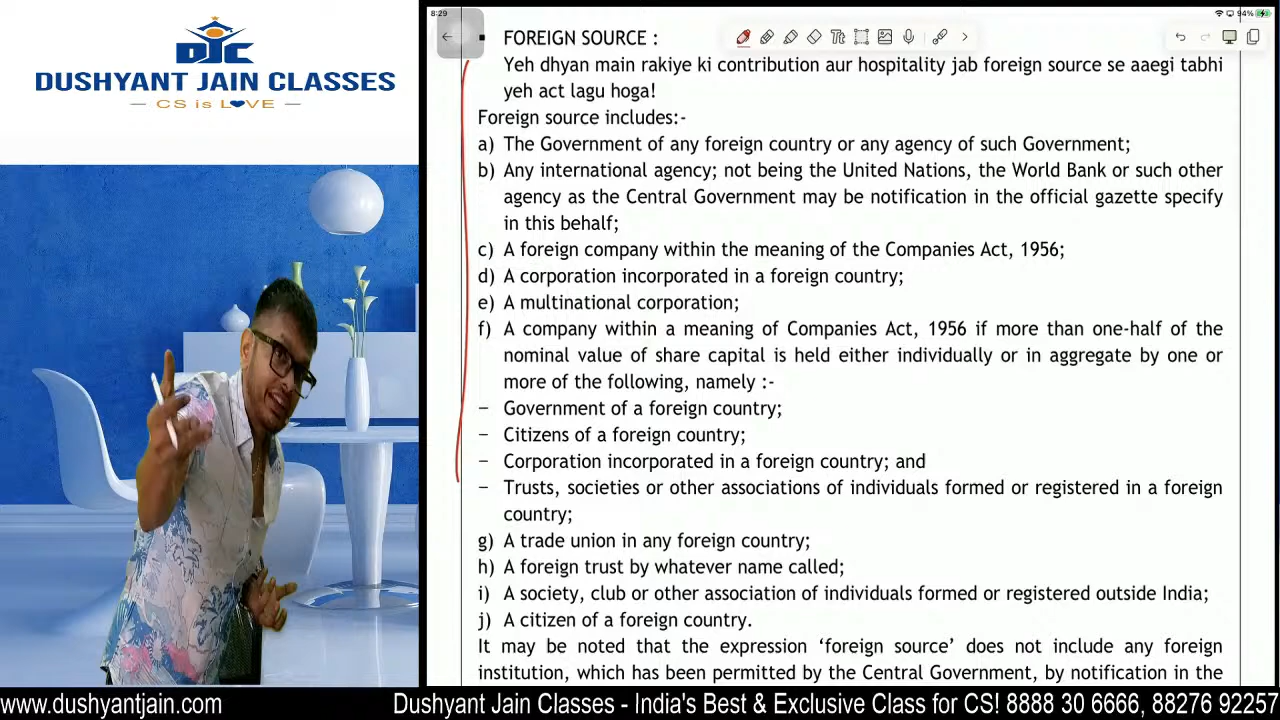 8:29
94%
DJC
DUSHYANT JAIN CLASSES
— CS is LOVE —
FOREIGN SOURCE :
Yeh dhyan main rakiye ki contribution aur hospitality jab foreign source se aaegi tabhi
yeh act lagu hoga!
Foreign source includes:-
a) The Government of any foreign country or any agency of such Government;
b) Any international agency; not being the United Nations, the World Bank or such other
agency as the Central Government may be notification in the official gazette specify
in this behalf;
c) A foreign company within the meaning of the Companies Act, 1956;
d) A corporation incorporated in a foreign country;
e) A multinational corporation;
f) A company within a meaning of Companies Act, 1956 if more than one-half of the
nominal value of share capital is held either individually or in aggregate by one or
more of the following, namely :-
– Government of a foreign country;
– Citizens of a foreign country;
– Corporation incorporated in a foreign country; and
– Trusts, societies or other associations of individuals formed or registered in a foreign
country;
g) A trade union in any foreign country;
h) A foreign trust by whatever name called;
i) A society, club or other association of individuals formed or registered outside India;
j) A citizen of a foreign country.
It may be noted that the expression ‘foreign source’ does not include any foreign
institution, which has been permitted by the Central Government, by notification in the
www.dushyantjain.com
Dushyant Jain Classes - India's Best & Exclusive Class for CS! 8888 30 6666, 88276 92257